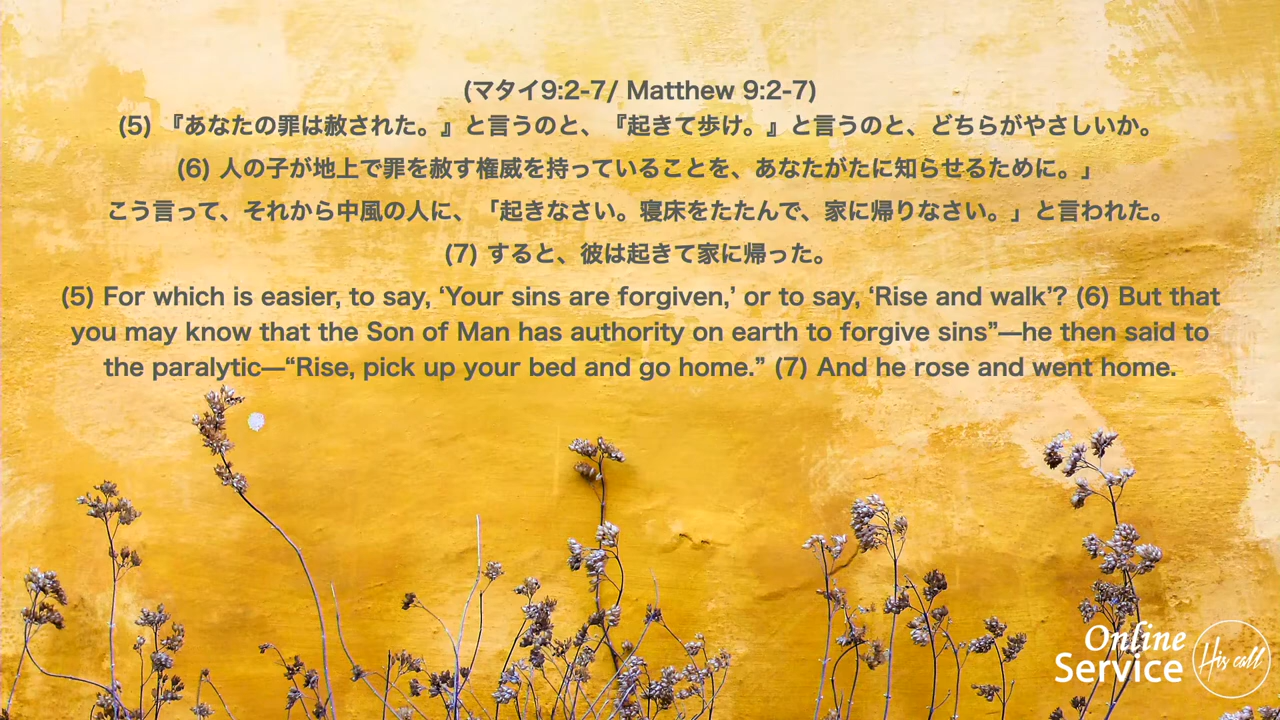 (マタイ9:2-7/ Matthew 9:2-7)
(5) 『あなたの罪は赦された。』と言うのと、『起きて歩け。』と言うのと、どちらがやさしいか。
(6) 人の子が地上で罪を赦す権威を持っていることを、あなたがたに知らせるために。」
こう言って、それから中風の人に、「起きなさい。寝床をたたんで、家に帰りなさい。」と言われた。
(7) すると、彼は起きて家に帰った。
(5) For which is easier, to say, ‘Your sins are forgiven,’ or to say, ‘Rise and walk’? (6) But that
you may know that the Son of Man has authority on earth to forgive sins”—he then said to
the paralytic—“Rise, pick up your bed and go home.” (7) And he rose and went home.
Online
Service
His call